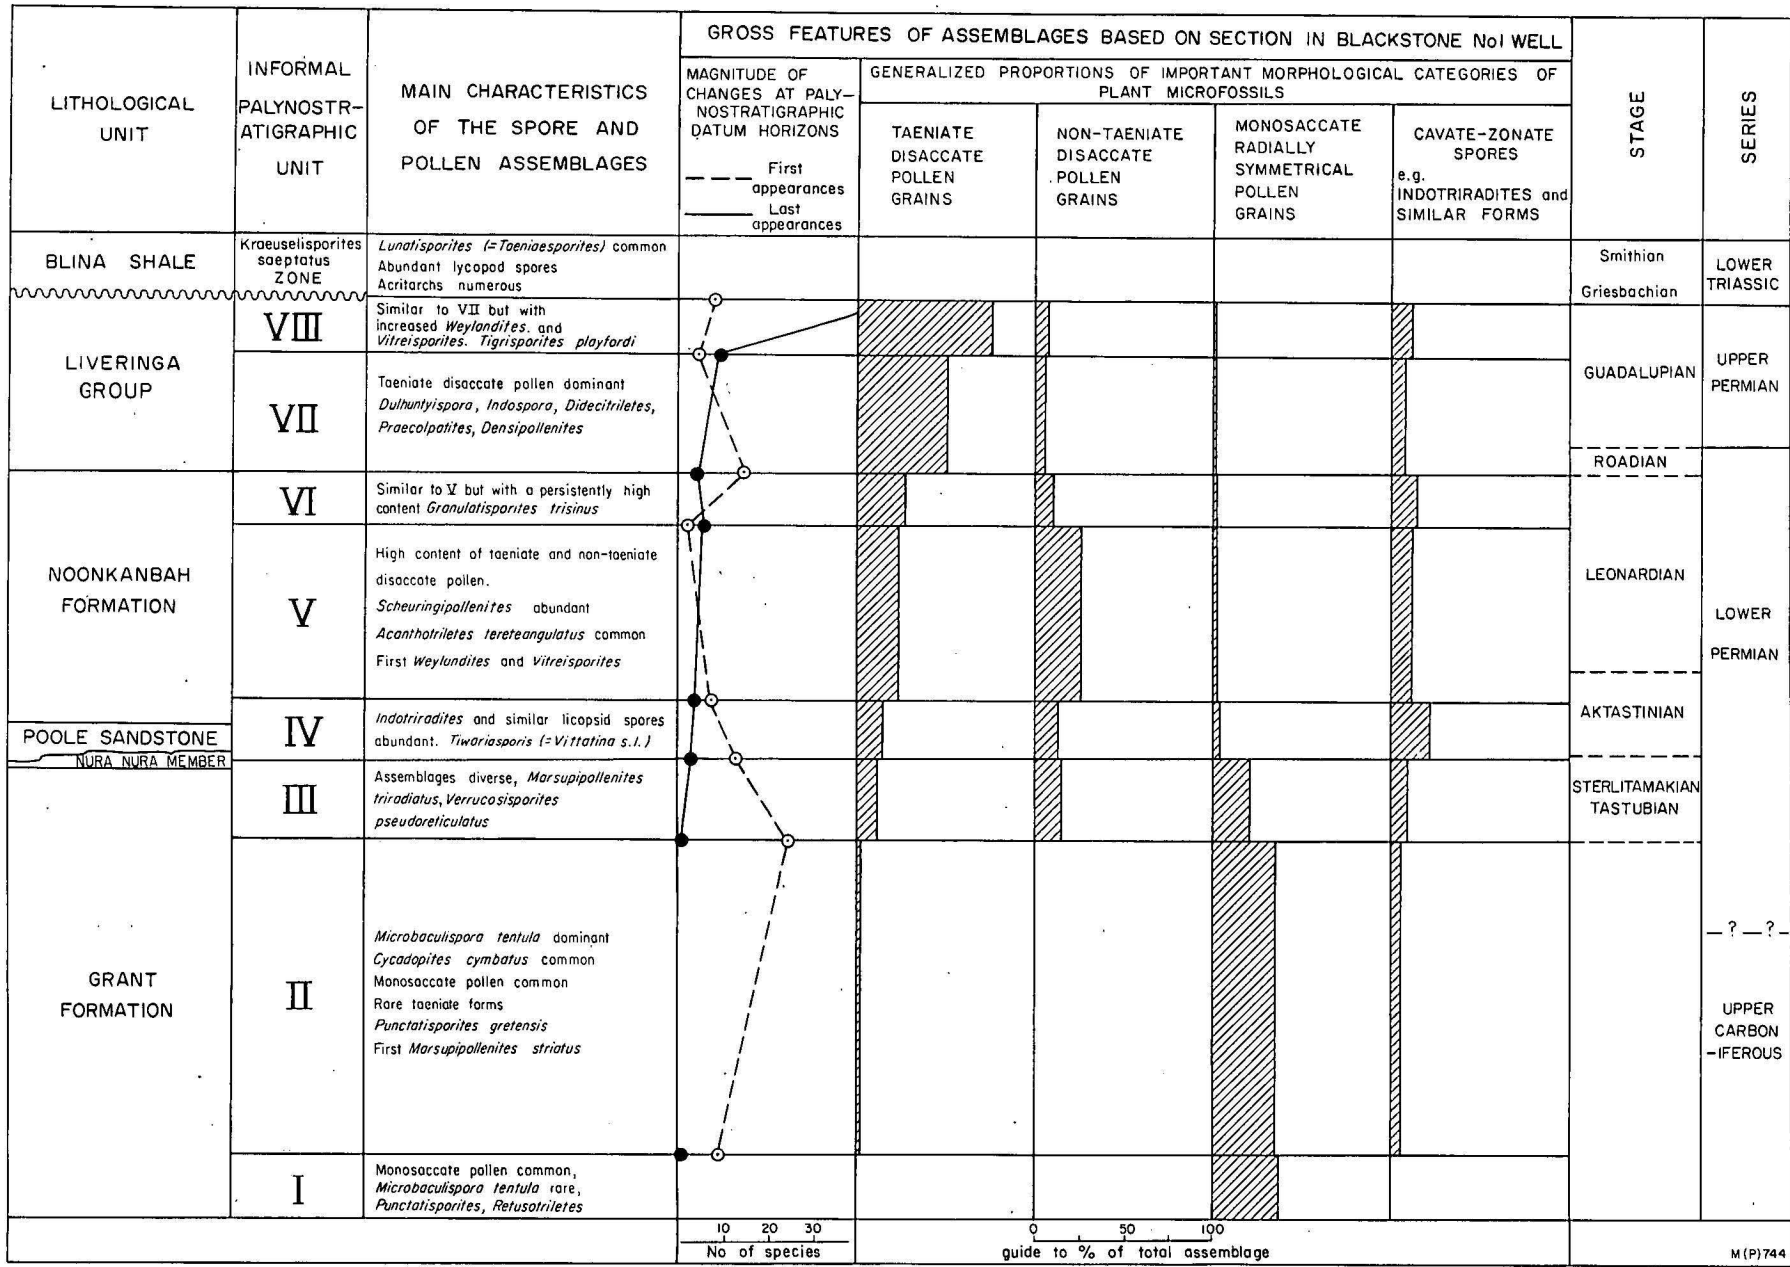 GROSS FEATURES OF ASSEMBLAGES BASED ON SECTION IN BLACKSTONE No1 WELL
LITHOLOGICAL
UNIT
INFORMAL
PALYNOSTR-
ATIGRAPHIC
UNIT
MAIN CHARACTERISTICS
OF THE SPORE AND
POLLEN ASSEMBLAGES
MAGNITUDE OF
CHANGES AT PALY-
NOSTRATIGRAPHIC
DATUM HORIZONS
First
appearances
Last
appearances
GENERALIZED PROPORTIONS OF IMPORTANT MORPHOLOGICAL CATEGORIES OF
PLANT MICROFOSSILS
TAENIATE
DISACCATE
POLLEN
GRAINS
NON-TAENIATE
DISACCATE
POLLEN
GRAINS
MONOSACCATE
RADIALLY
SYMMETRICAL
POLLEN
GRAINS
CAVATE-ZONATE
SPORES
e.g.
INDOTRIRADITES and
SIMILAR FORMS
STAGE
SERIES
BLINA SHALE
Kraeuselisporites
saeptatus
ZONE
Lunatisporites (=Taeniaesporites) common
Abundant lycopod spores
Acritarchs numerous
Smithian
Griesbachian
LOWER
TRIASSIC
LIVERINGA
GROUP
VIII
Similar to VII but with
increased Weylandites. and
Vitreisporites. Tigrisporites playfordi
VII
Taeniate disaccate pollen dominant
Dulhuntyispora, Indospora, Didecitriletes,
Praecolpatites, Densipollenites
GUADALUPIAN
ROADIAN
UPPER
PERMIAN
NOONKANBAH
FORMATION
VI
Similar to V but with a persistently high
content Granulatisporites trisinus
V
High content of taeniate and non-taeniate
disaccate pollen.
Scheuringipollenites abundant
Acanthotriletes tereteangulatus common
First Weylundites and Vitreisporites
LEONARDIAN
LOWER
PERMIAN
POOLE SANDSTONE
NURA NURA MEMBER
IV
Indotriradites and similar licopsid spores
abundant. Tiwariasporis (=Vittatina s.l.)
AKTASTINIAN
GRANT
FORMATION
III
Assemblages diverse, Marsupipollenites
triradiatus, Verrucosisporites
pseudoreticulatus
STERLITAMAKIAN
TASTUBIAN
II
Microbaculispora tentula dominant
Cycadopites cymbatus common
Monosaccate pollen common
Rare taeniate forms
Punctatisporites gretensis
First Marsupipollenites striatus
— ? — ? -
UPPER
CARBON
-IFEROUS
I
Monosaccate pollen common,
Microbaculispora tentula rare,
Punctatisporites, Retusotriletes
10 20 30
No of species
0 50 100
guide to % of total assemblage
M(P)744